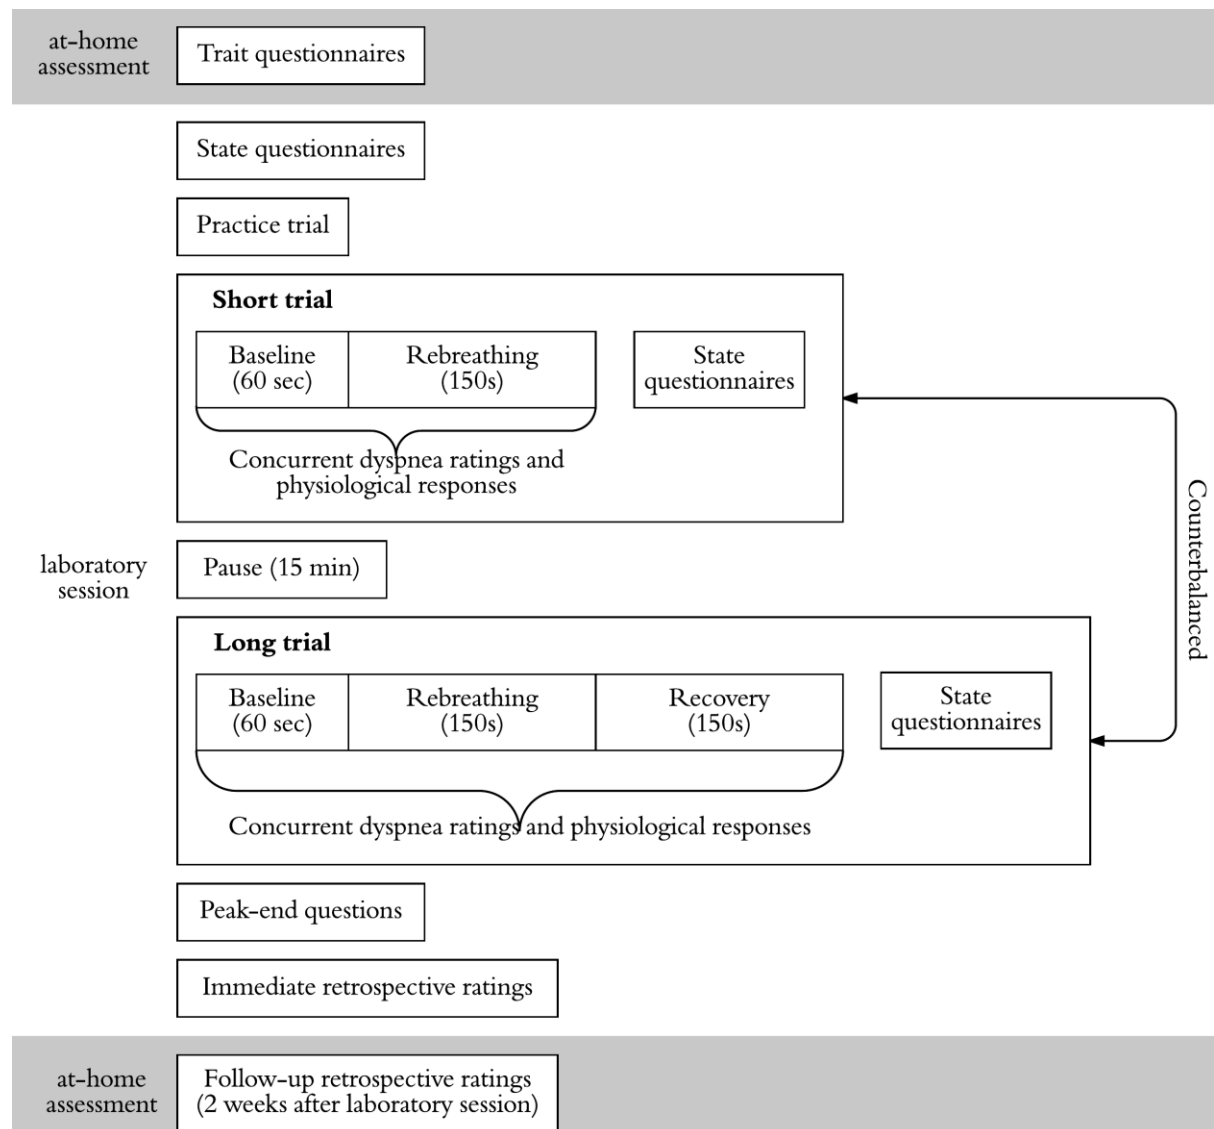 at-home
assessment
Trait questionnaires
State questionnaires
Practice trial
Short trial
Baseline
(60 sec)
Rebreathing
(150s)
State
questionnaires
Concurrent dyspnea ratings and
physiological responses
Counterbalanced
laboratory
session
Pause (15 min)
Long trial
Baseline
(60 sec)
Rebreathing
(150s)
Recovery
(150s)
State
questionnaires
Concurrent dyspnea ratings and physiological responses
Peak-end questions
Immediate retrospective ratings
at-home
assessment
Follow-up retrospective ratings
(2 weeks after laboratory session)